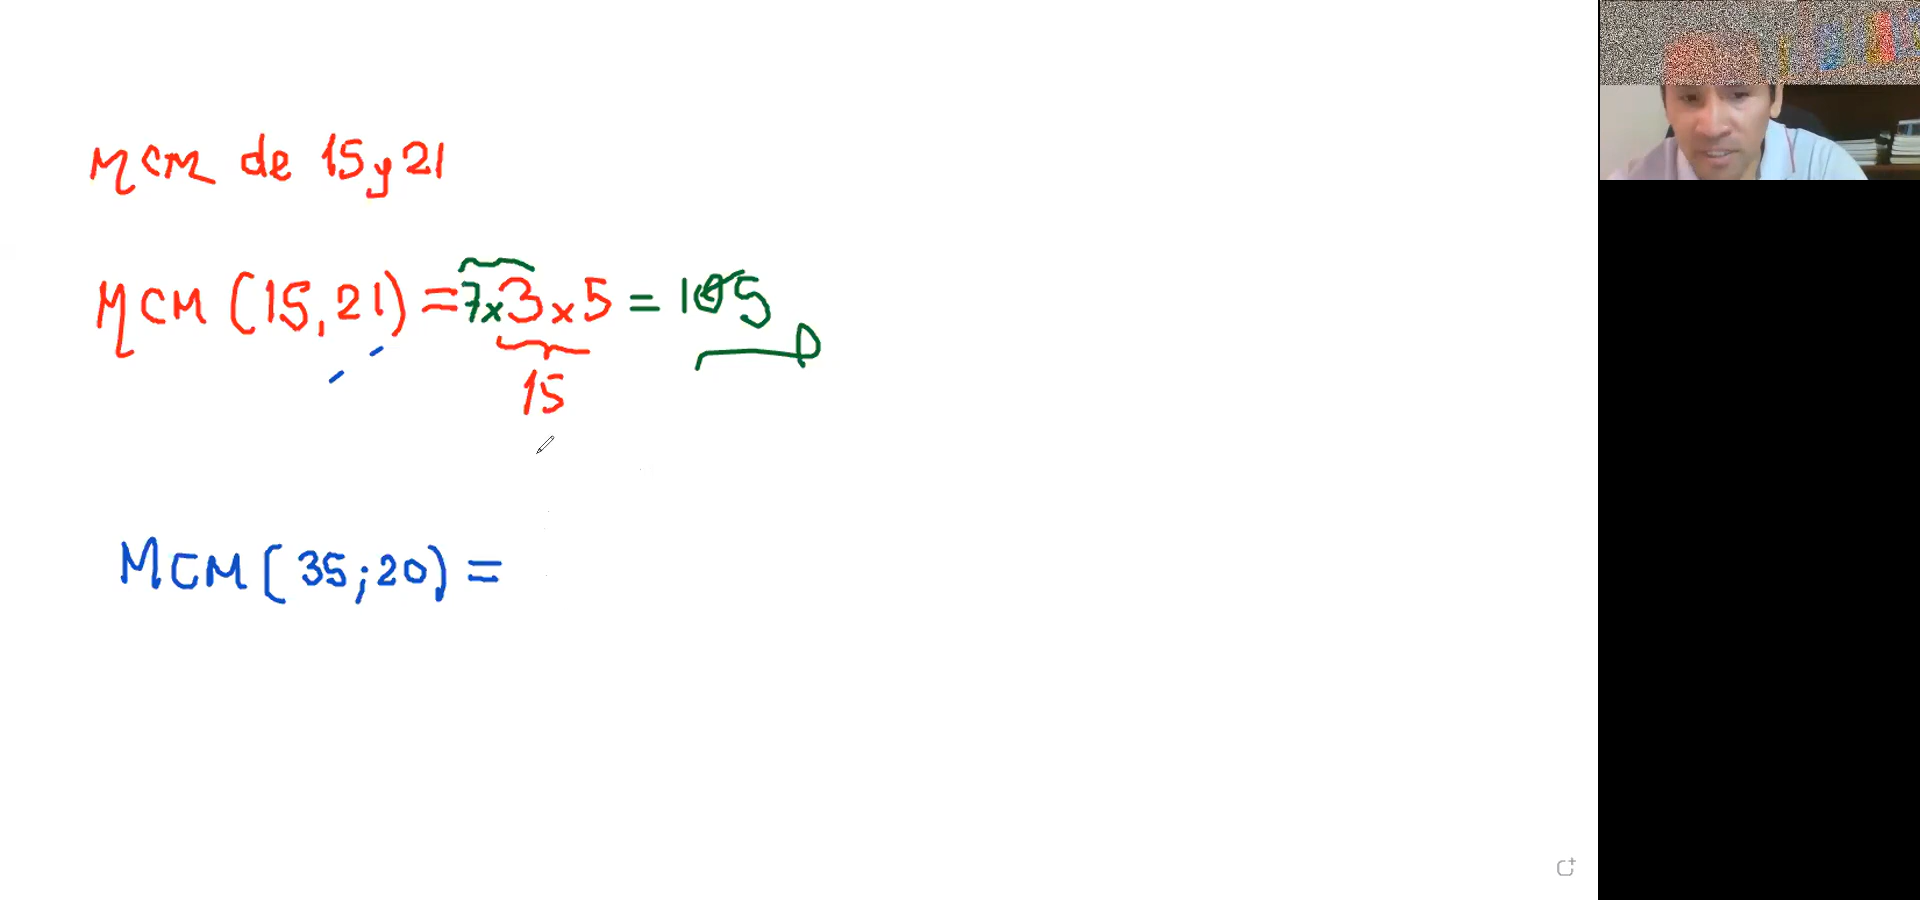 MCM de 15 y 21
MCM (15, 21) = 7x3x5 = 105
15
MCM (35; 20) =